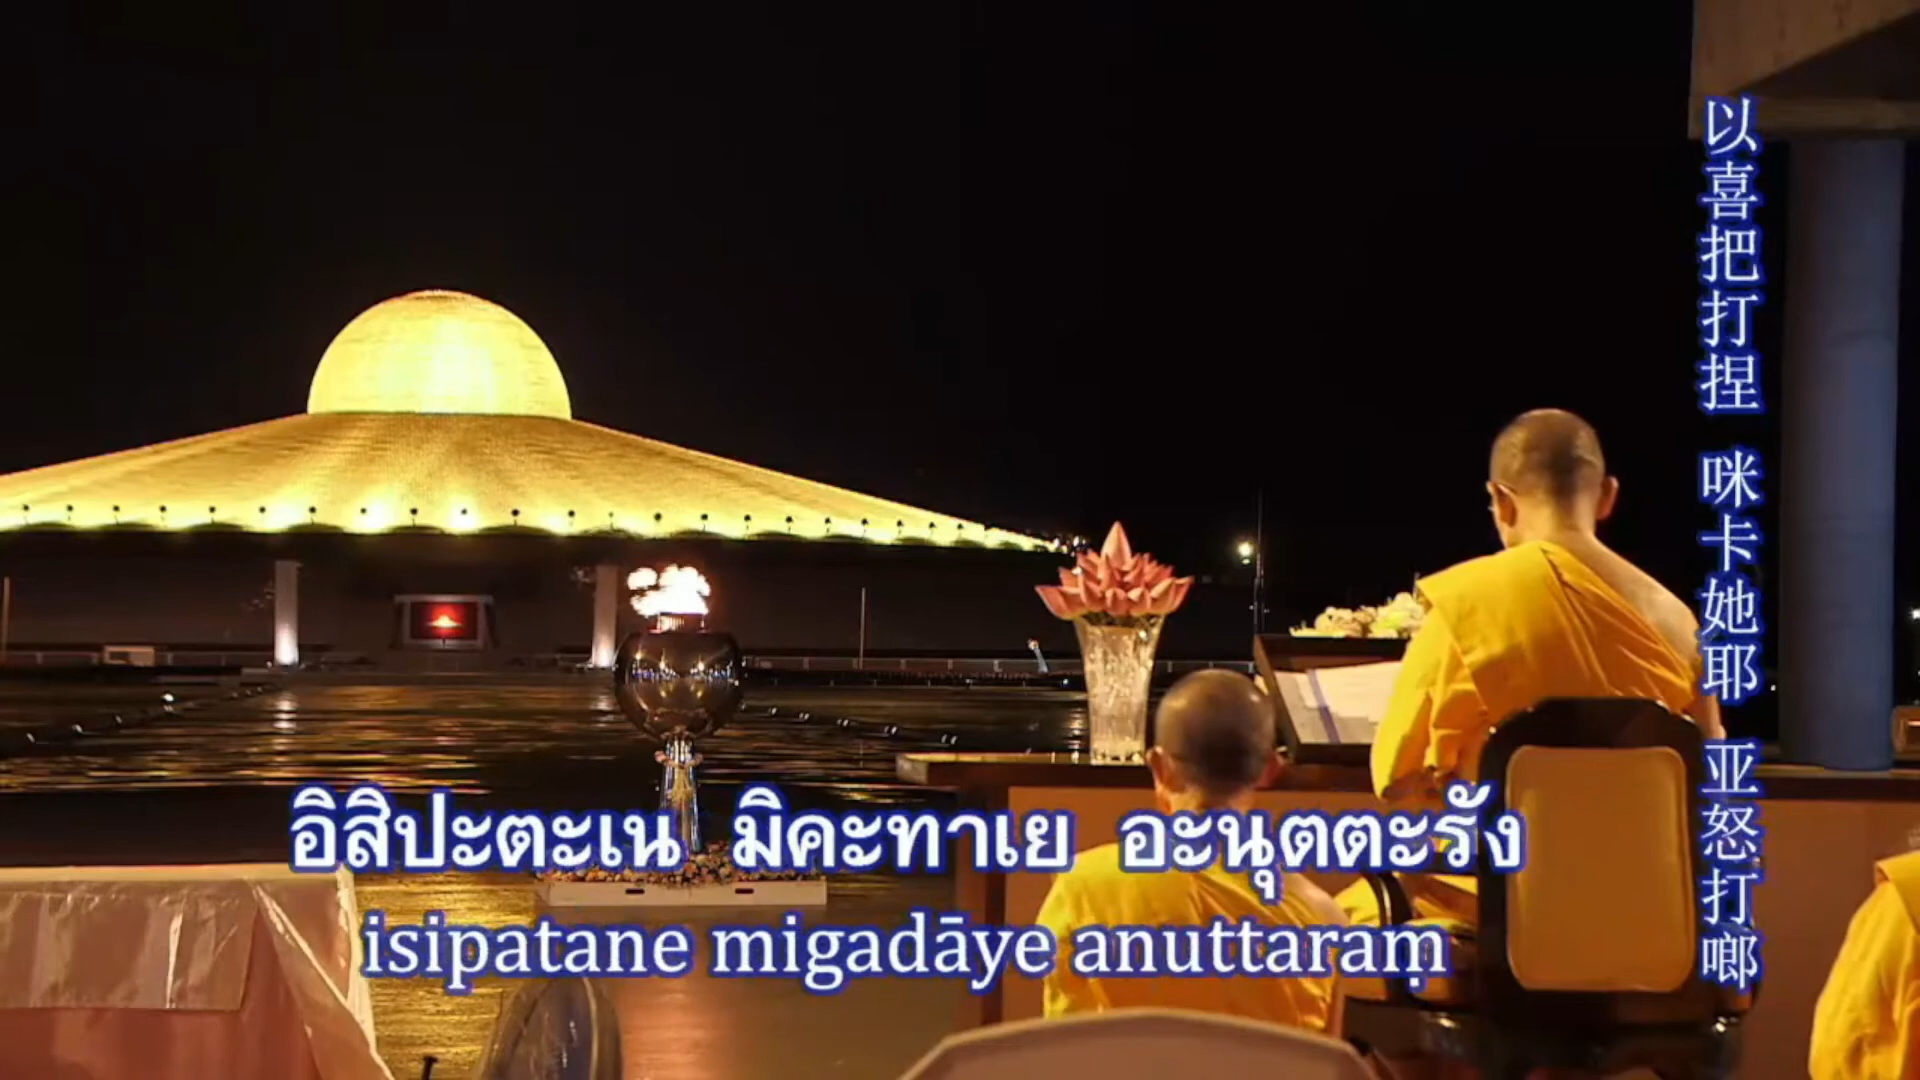 อิสิปะตะเน มิคะทาเย อะนุตตะรัง
isipatane migadāye anuttaraṃ
以喜把打捏 咪卡她耶 亚怒打啷